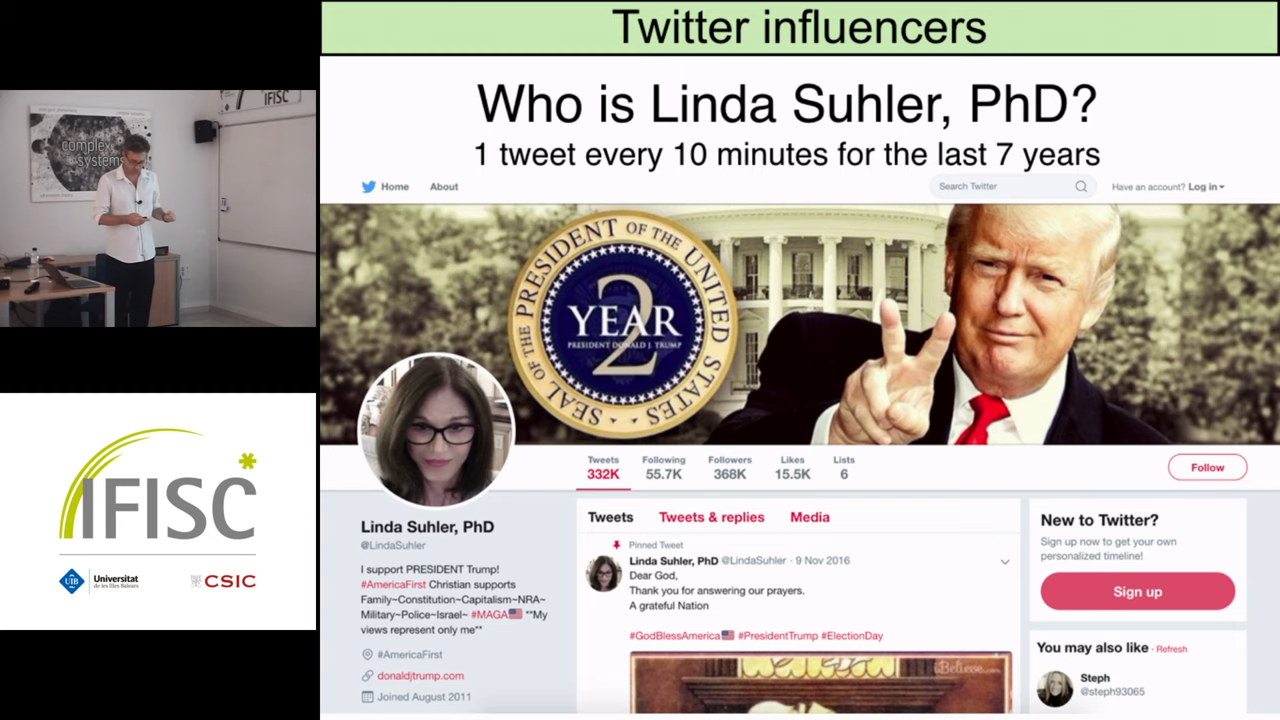 Twitter influencers
Who is Linda Suhler, PhD?
1 tweet every 10 minutes for the last 7 years
Home About
Search Twitter
Have an account? Log in
IFISC
complex
systems
SEAL OF THE PRESIDENT OF THE UNITED STATES
2
YEAR
PRESIDENT DONALD J. TRUMP
Tweets Following Followers Likes Lists
332K 55.7K 368K 15.5K 6
Follow
IFISC
UIB
Universitat
de les Illes Balears
CSIC
Linda Suhler, PhD
@LindaSuhler
I support PRESIDENT Trump!
#AmericaFirst Christian supports
Family~Constitution~Capitalism~NRA~
Military~Police~Israel~ #MAGA🇺🇸 **My
views represent only me**
#AmericaFirst
donaldjtrump.com
Joined August 2011
Tweets Tweets & replies Media
Pinned Tweet
Linda Suhler, PhD @LindaSuhler · 9 Nov 2016
Dear God,
Thank you for answering our prayers.
A grateful Nation
#GodBlessAmerica🇺🇸 #PresidentTrump #ElectionDay
iBelieve.com
New to Twitter?
Sign up now to get your own
personalized timeline!
Sign up
You may also like · Refresh
Steph
@steph93065